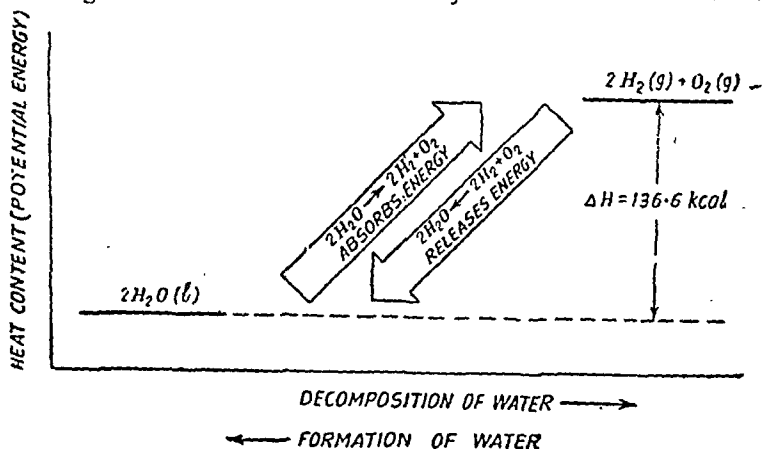 HEAT CONTENT (POTENTIAL ENERGY)
2H₂(g)+O₂(g)
2H₂O → 2H₂+O₂
ABSORBS ENERGY
2H₂O ← 2H₂+O₂
RELEASES ENERGY
ΔH = 136·6 kcal
2H₂O(l)
DECOMPOSITION OF WATER →
← FORMATION OF WATER